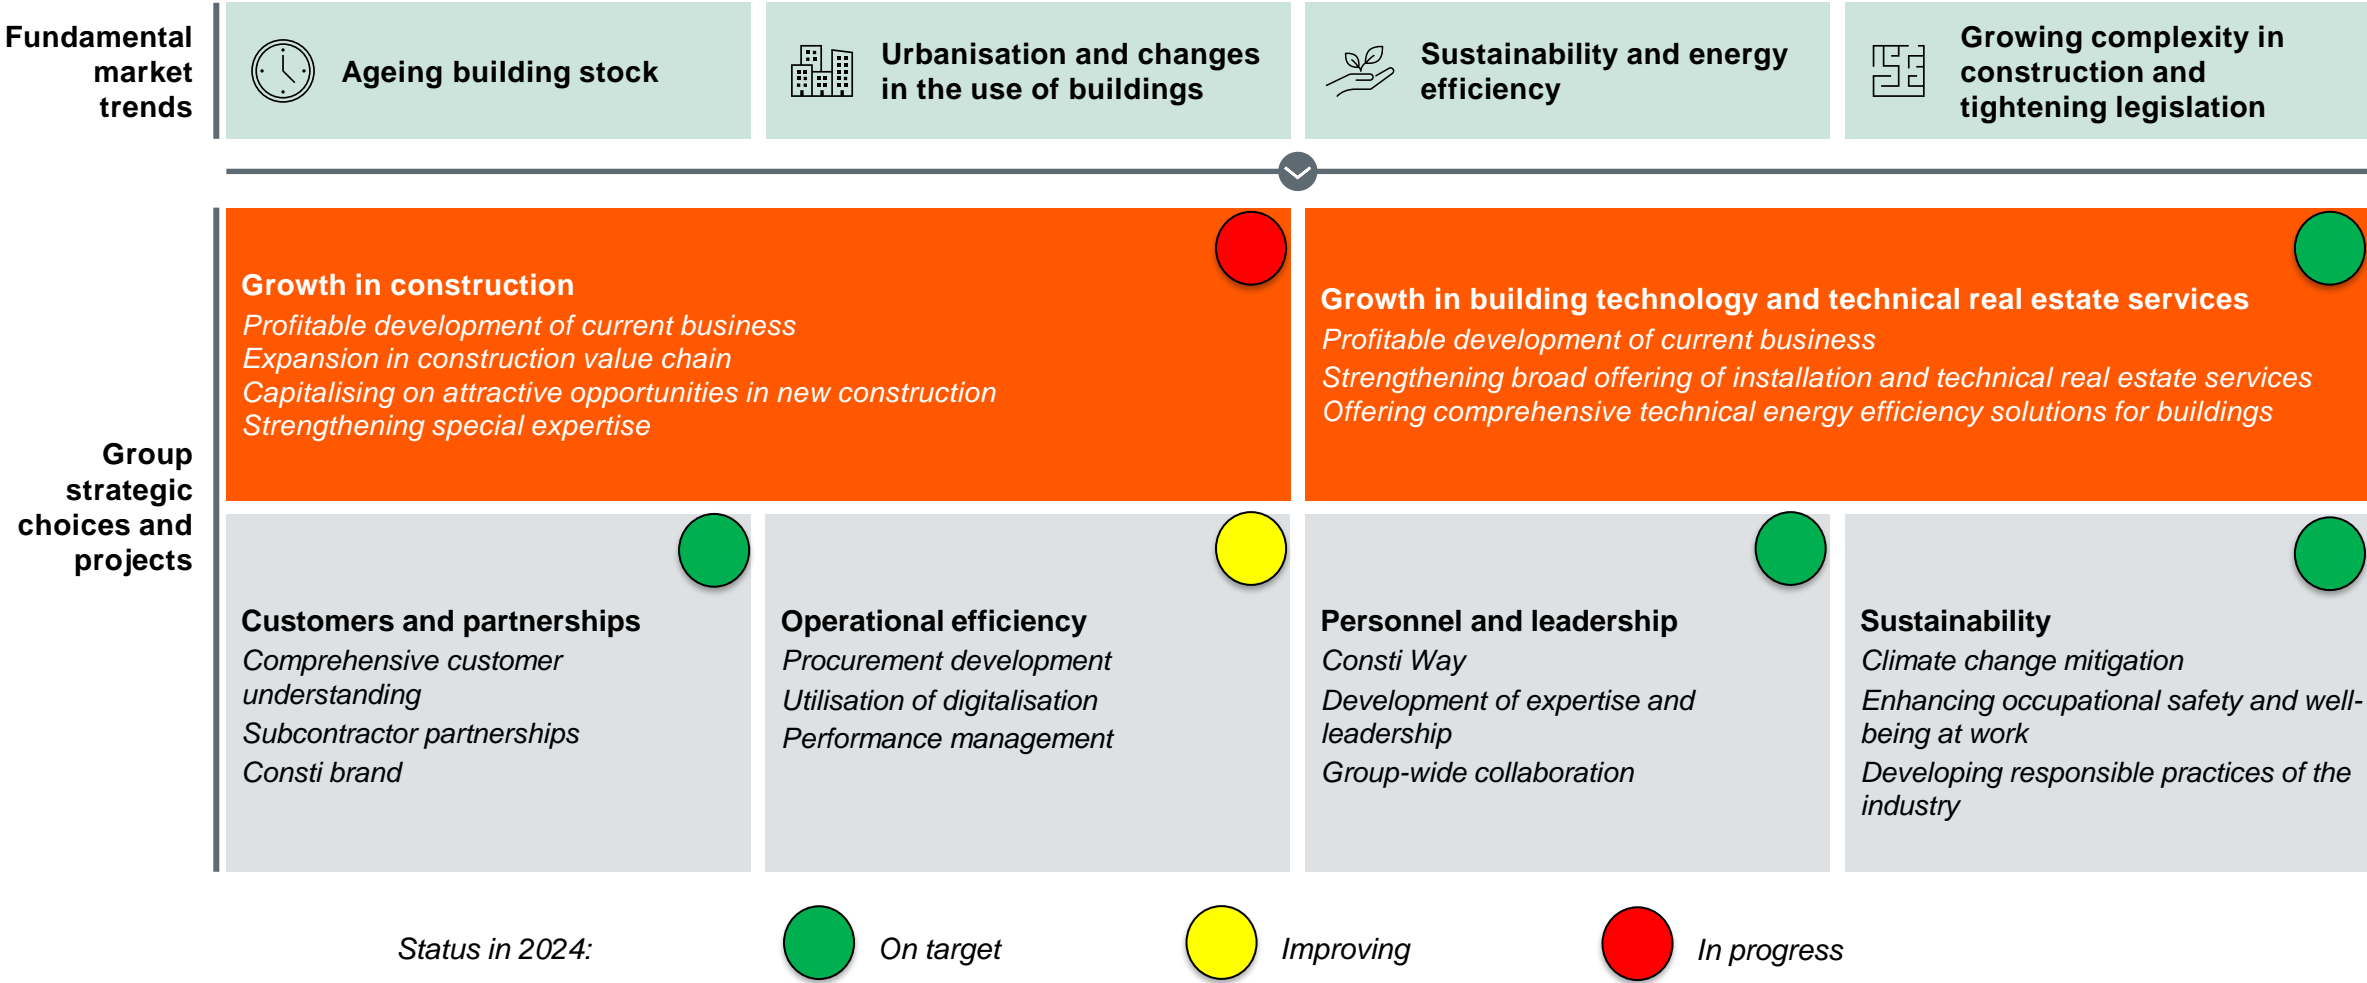 Fundamental
market
trends
Ageing building stock
Urbanisation and changes
in the use of buildings
Sustainability and energy
efficiency
Growing complexity in
construction and
tightening legislation
Group
strategic
choices and
projects
Growth in construction
Profitable development of current business
Expansion in construction value chain
Capitalising on attractive opportunities in new construction
Strengthening special expertise
Growth in building technology and technical real estate services
Profitable development of current business
Strengthening broad offering of installation and technical real estate services
Offering comprehensive technical energy efficiency solutions for buildings
Customers and partnerships
Comprehensive customer
understanding
Subcontractor partnerships
Consti brand
Operational efficiency
Procurement development
Utilisation of digitalisation
Performance management
Personnel and leadership
Consti Way
Development of expertise and
leadership
Group-wide collaboration
Sustainability
Climate change mitigation
Enhancing occupational safety and well-
being at work
Developing responsible practices of the
industry
Status in 2024:
On target
Improving
In progress